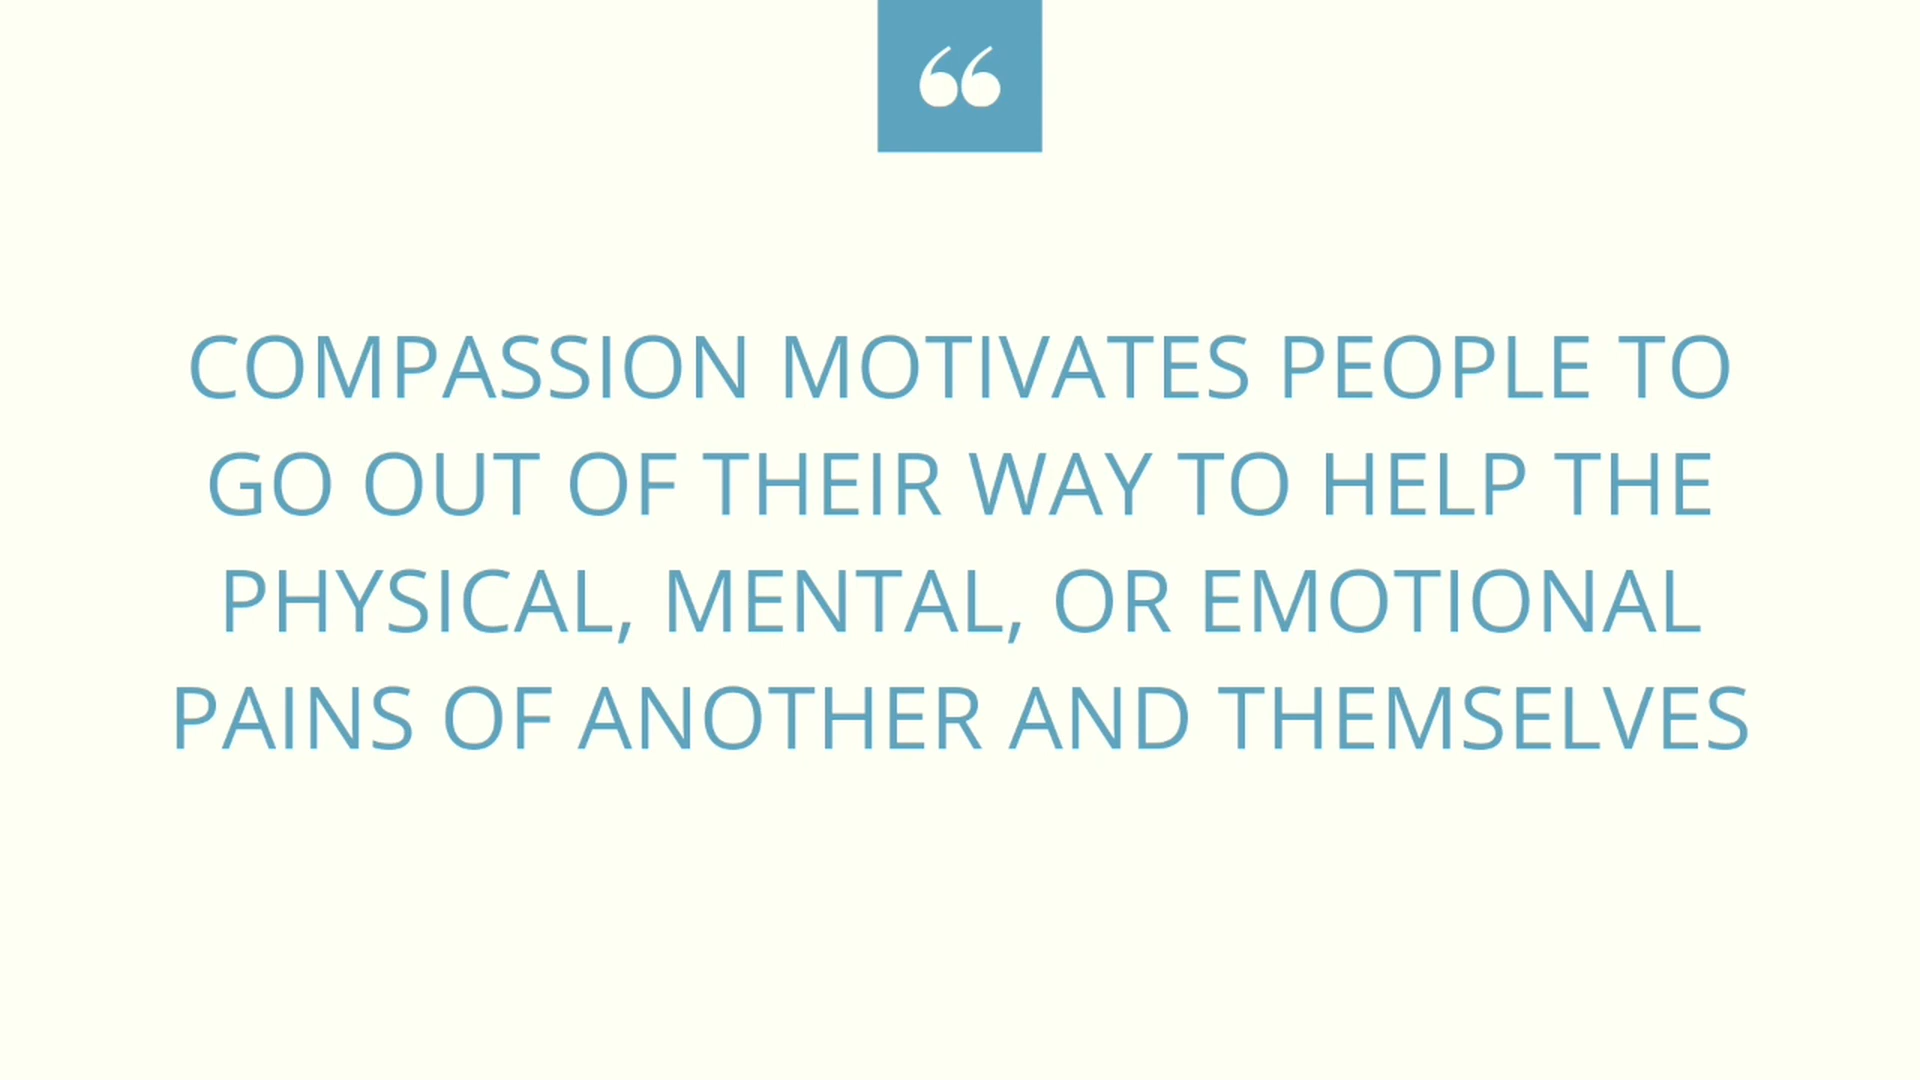 “
COMPASSION MOTIVATES PEOPLE TO
GO OUT OF THEIR WAY TO HELP THE
PHYSICAL, MENTAL, OR EMOTIONAL
PAINS OF ANOTHER AND THEMSELVES